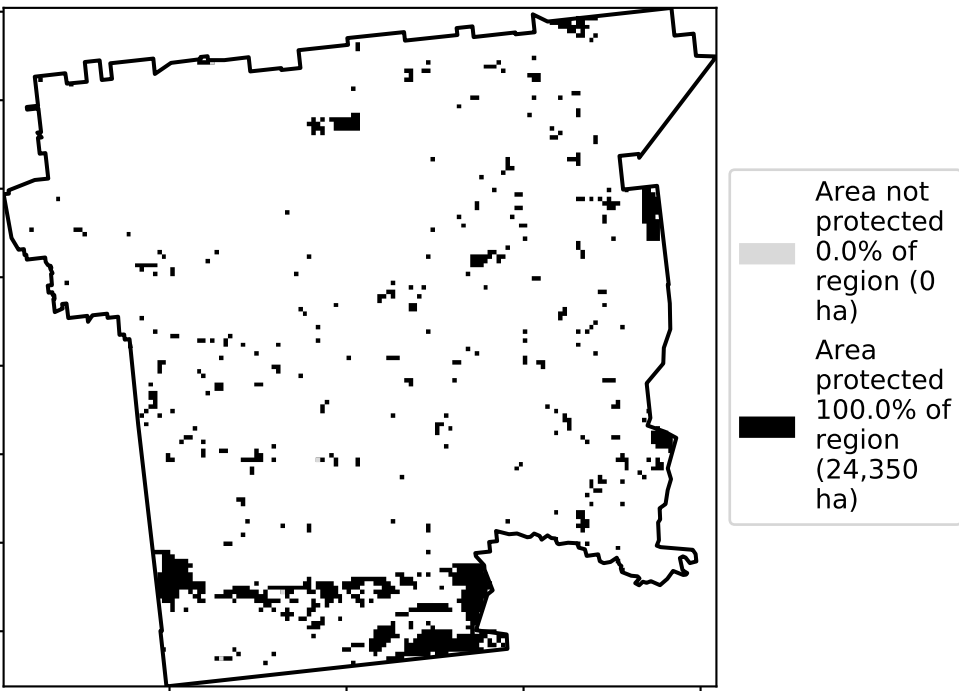 Area not
protected
0.0% of
region (0
ha)
Area
protected
100.0% of
region
(24,350
ha)